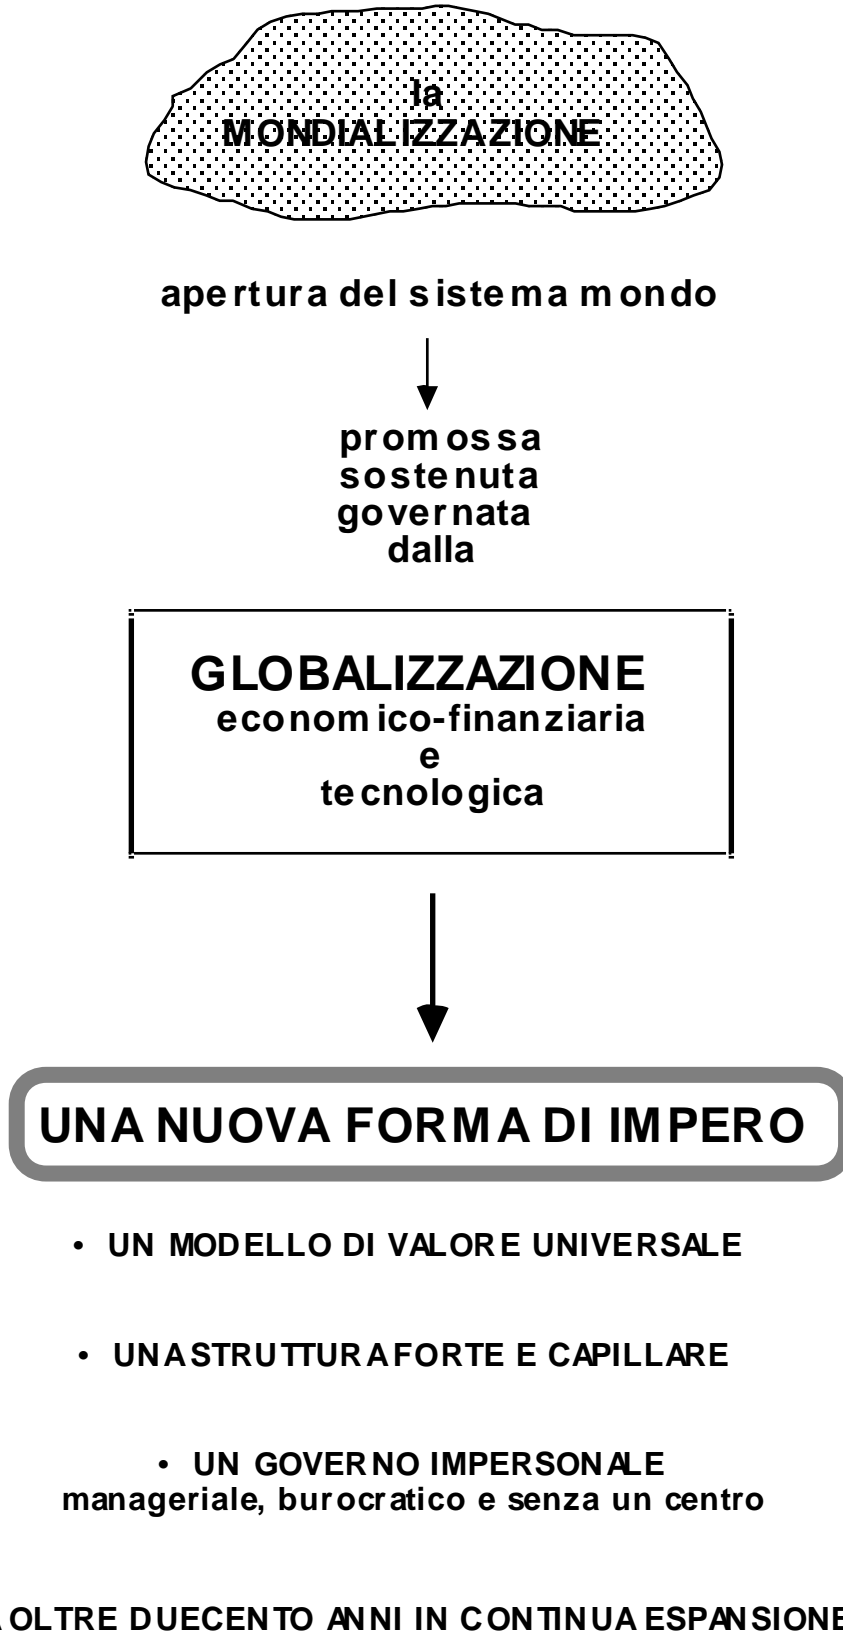 la
MONDIALIZZAZIONE
apertura del sistema mondo
promossa
sostenuta
governata
dalla
GLOBALIZZAZIONE
economico-finanziaria
e
tecnologica
UNA NUOVA FORMA DI IMPERO
• UN MODELLO DI VALORE UNIVERSALE
• UNA STRUTTURA FORTE E CAPILLARE
• UN GOVERNO IMPERSONALE
manageriale, burocratico e senza un centro
OLTRE DUECENTO ANNI IN CONTINUA ESPANSIONE